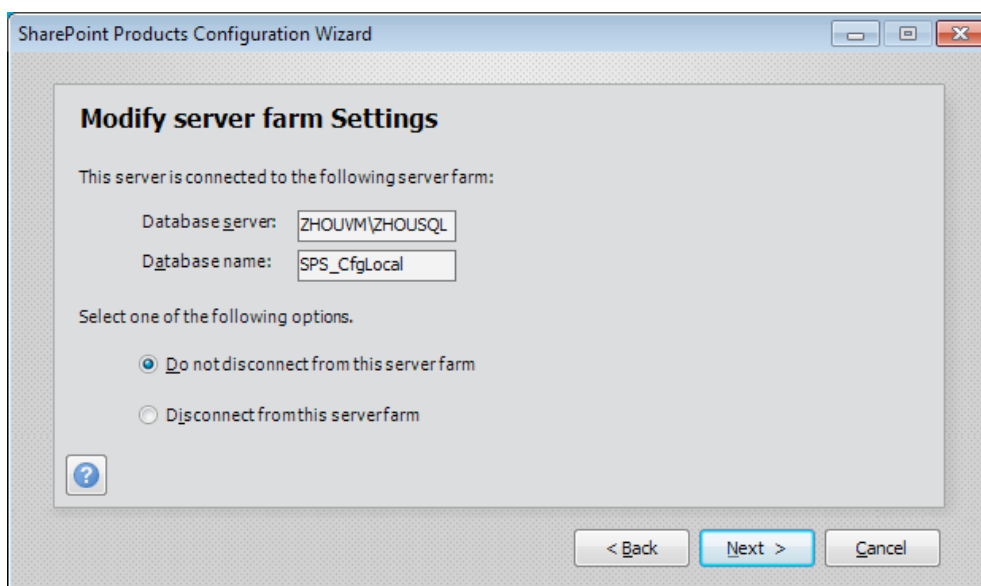 SharePoint Products Configuration Wizard
Modify server farm Settings
This server is connected to the following server farm:
Database server: ZHOUVM\ZHOUSQL
Database name: SPS_CfgLocal
Select one of the following options.
Do not disconnect from this server farm
Disconnect from this server farm
?
< Back Next > Cancel